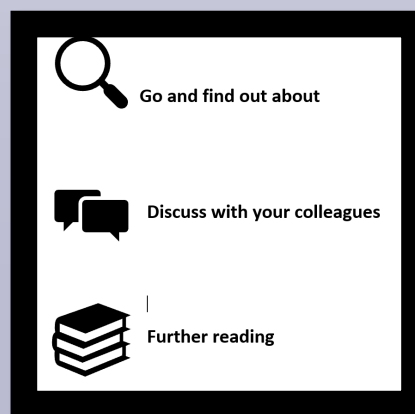 Go and find out about
Discuss with your colleagues
Further reading